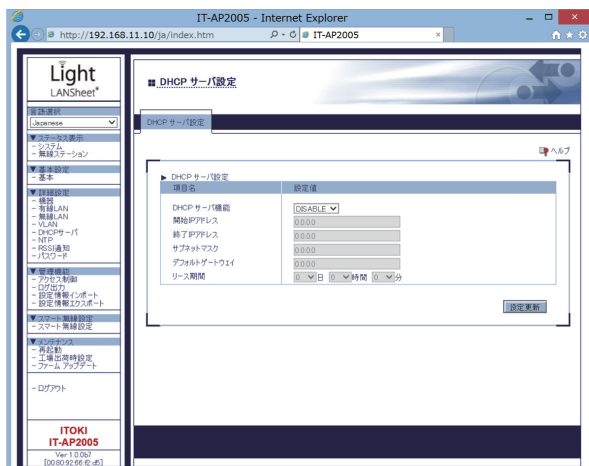 IT-AP2005 - Internet Explorer
http://192.168.11.10/ja/index.htm
IT-AP2005
Light
LANSheet
言語選択
Japanese
▼ステータス表示
- システム
- 無線ステーション
▼基本設定
- 基本
▼詳細設定
- 機器
- 有線LAN
- 無線LAN
- VLAN
- DHCPサーバ
- NTP
- RSSI通知
- パスワード
▼管理機能
- アクセス制御
- ログ出力
- 設定情報インポート
- 設定情報エクスポート
▼スマート無線設定
- スマート無線設定
▼メンテナンス
- 再起動
- 工場出荷時設定
- ファーム アップデート
- ログアウト
ITOKI
IT-AP2005
Ver 1.0.0b7
[00:80:92:66:f2:d5]
DHCP サーバ設定
DHCP サーバ設定
ヘルプ
▶ DHCP サーバ設定
項目名 設定値
DHCP サーバ機能 DISABLE
開始IPアドレス 0.0.0.0
終了IPアドレス 0.0.0.0
サブネットマスク 0.0.0.0
デフォルトゲートウェイ 0.0.0.0
リース期間 0 日 0 時間 0 分
設定更新